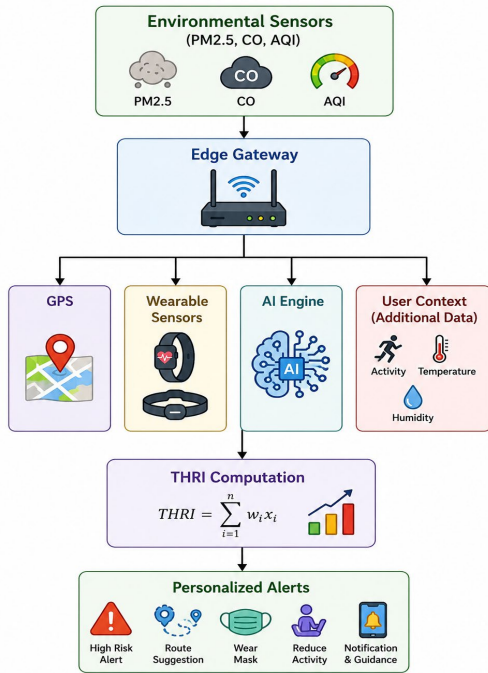 Environmental Sensors
(PM2.5, CO, AQI)
CO
PM2.5
CO
AQI
Edge Gateway
GPS
Wearable
Sensors
AI Engine
AI
User Context
(Additional Data)
Activity
Temperature
Humidity
THRI Computation
THRI = \sum_{i=1}^{n} w_i x_i
Personalized Alerts
High Risk
Alert
Route
Suggestion
Wear
Mask
Reduce
Activity
Notification
& Guidance